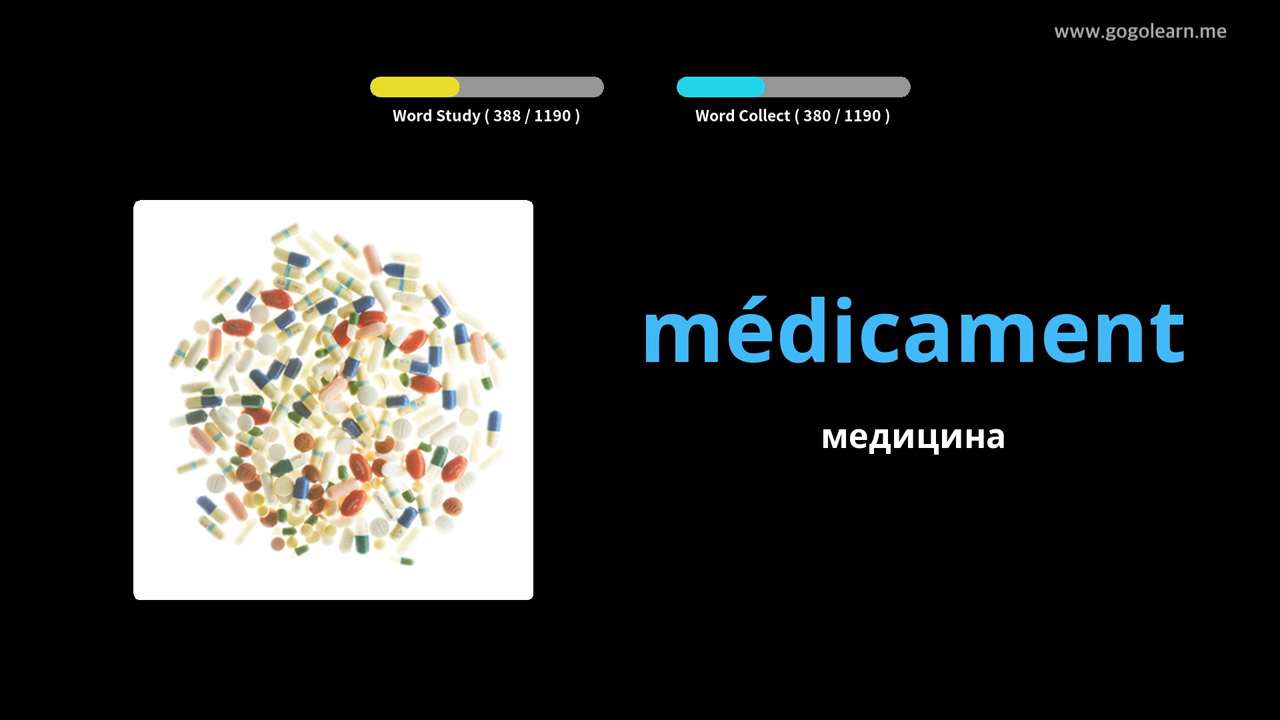 www.gogolearn.me
Word Study ( 388 / 1190 )
Word Collect ( 380 / 1190 )
médicament
медицина